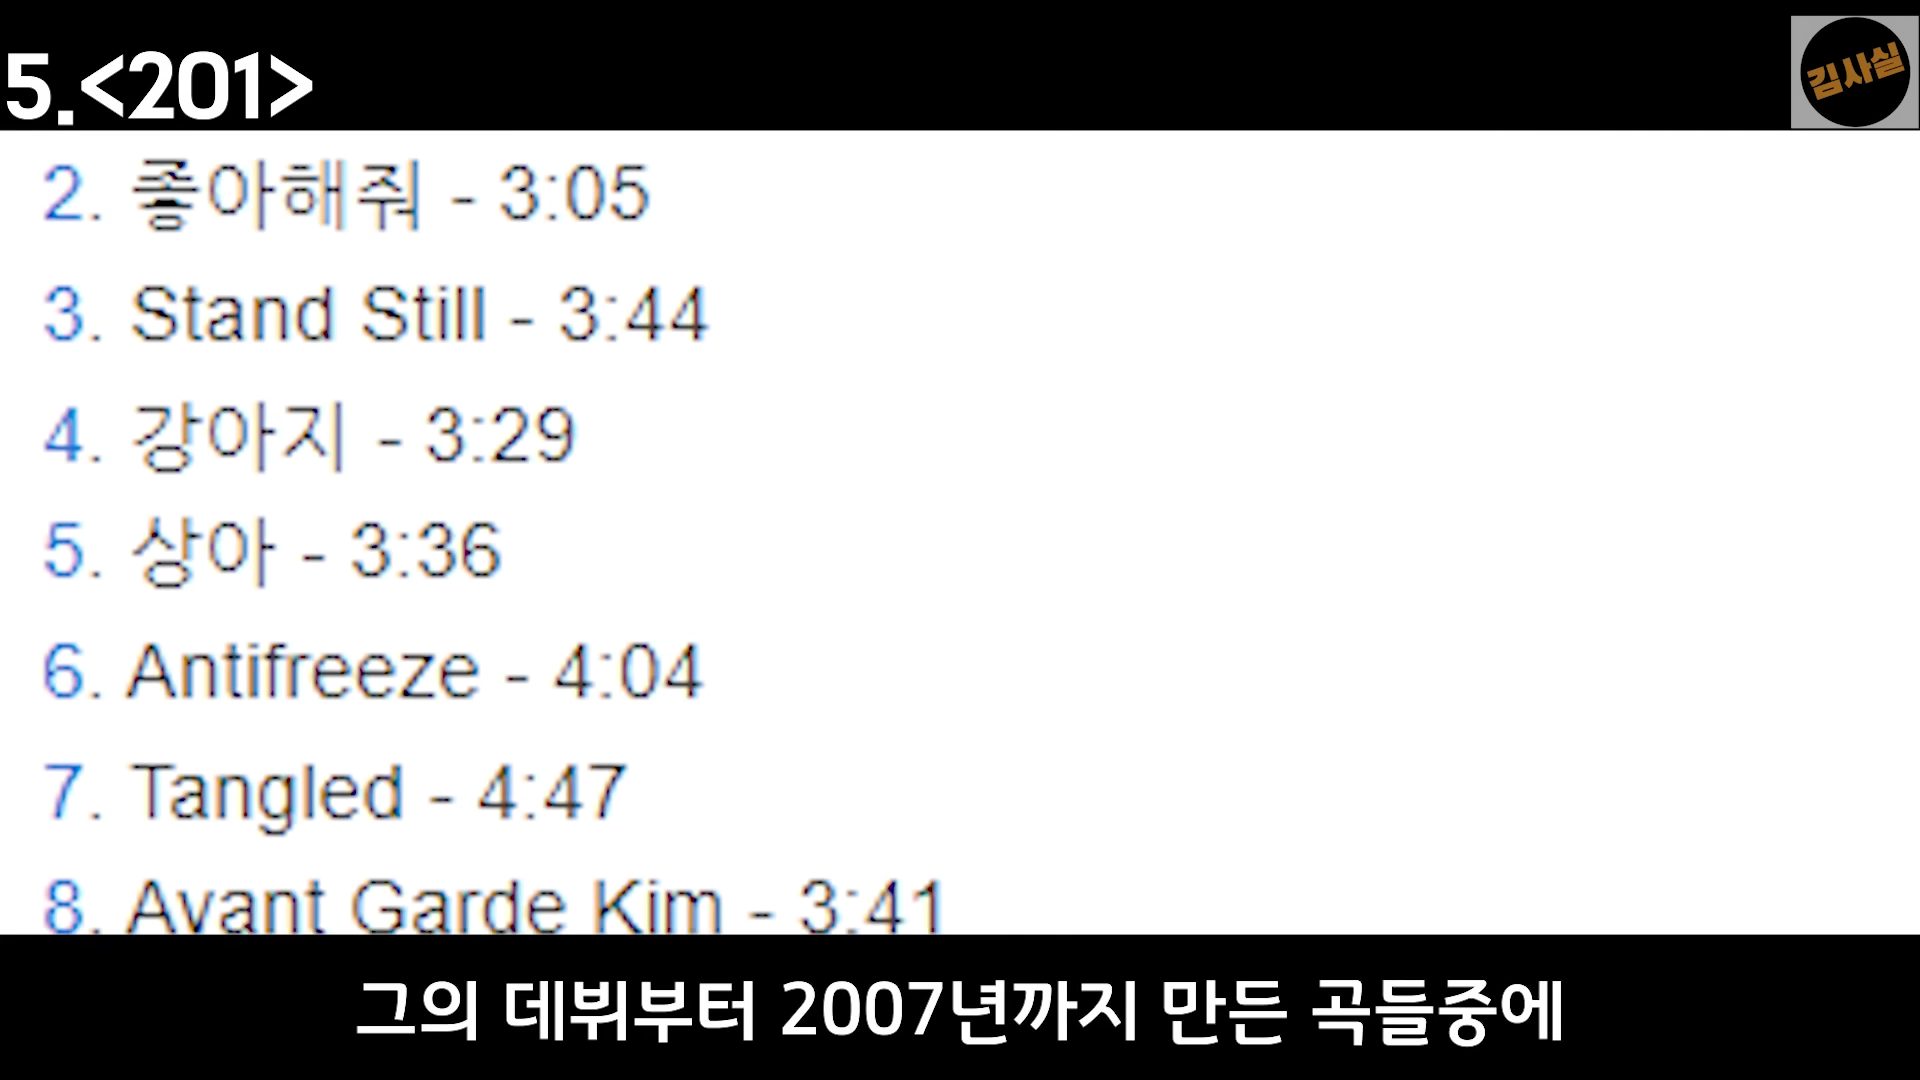 5.<201>
김사실
2. 좋아해줘 - 3:05
3. Stand Still - 3:44
4. 강아지 - 3:29
5. 상아 - 3:36
6. Antifreeze - 4:04
7. Tangled - 4:47
8. Avant Garde Kim - 3:41
그의 데뷔부터 2007년까지 만든 곡들중에